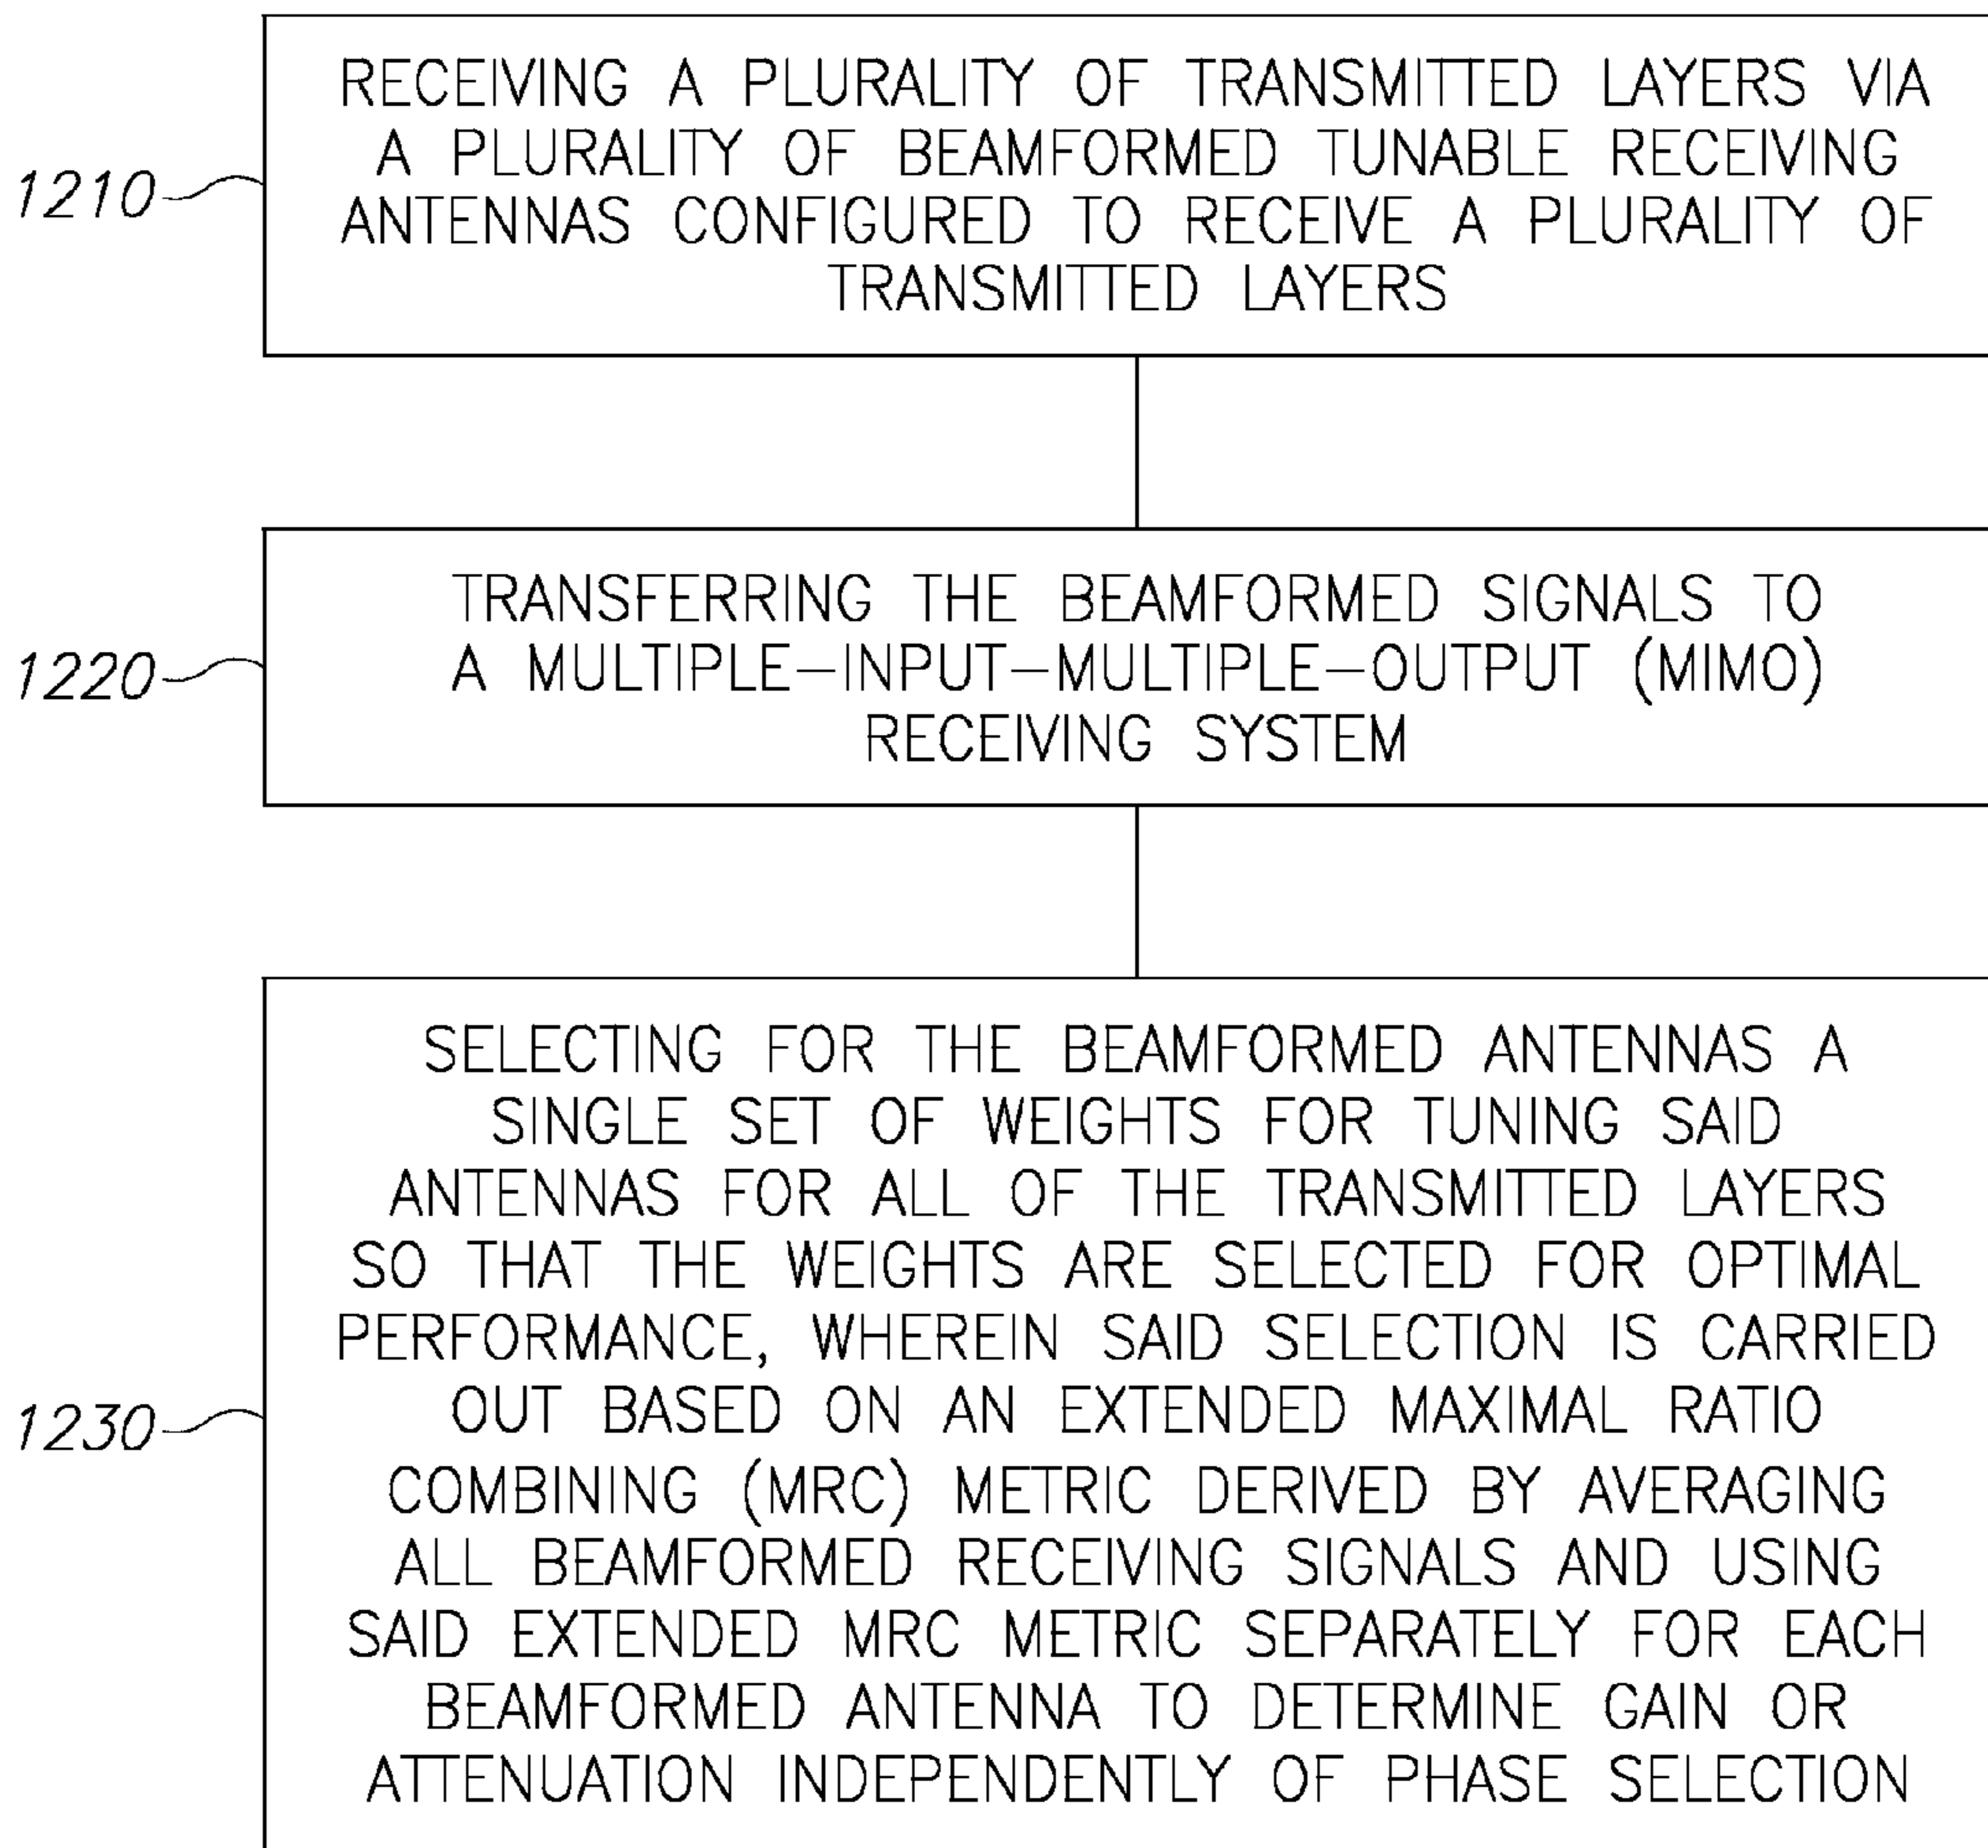 RECEIVING A PLURALITY OF TRANSMITTED LAYERS VIA
A PLURALITY OF BEAMFORMED TUNABLE RECEIVING
ANTENNAS CONFIGURED TO RECEIVE A PLURALITY OF
TRANSMITTED LAYERS
1210
TRANSFERRING THE BEAMFORMED SIGNALS TO
A MULTIPLE-INPUT-MULTIPLE-OUTPUT (MIMO)
RECEIVING SYSTEM
1220
SELECTING FOR THE BEAMFORMED ANTENNAS A
SINGLE SET OF WEIGHTS FOR TUNING SAID
ANTENNAS FOR ALL OF THE TRANSMITTED LAYERS
SO THAT THE WEIGHTS ARE SELECTED FOR OPTIMAL
PERFORMANCE, WHEREIN SAID SELECTION IS CARRIED
OUT BASED ON AN EXTENDED MAXIMAL RATIO
COMBINING (MRC) METRIC DERIVED BY AVERAGING
ALL BEAMFORMED RECEIVING SIGNALS AND USING
SAID EXTENDED MRC METRIC SEPARATELY FOR EACH
BEAMFORMED ANTENNA TO DETERMINE GAIN OR
ATTENUATION INDEPENDENTLY OF PHASE SELECTION
1230